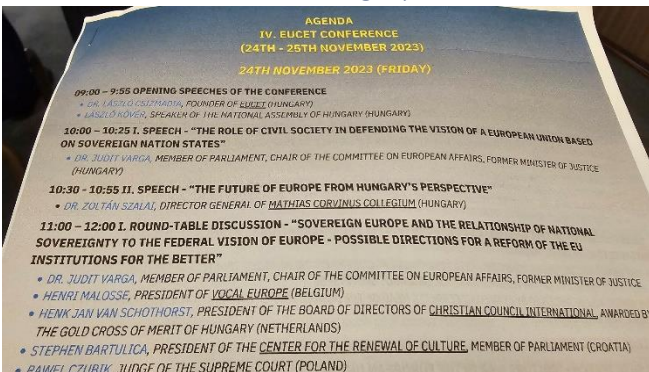 AGENDA
IV. EUCET CONFERENCE
(24TH - 25TH NOVEMBER 2023)
24TH NOVEMBER 2023 (FRIDAY)
09:00 – 9:55 OPENING SPEECHES OF THE CONFERENCE
• DR. LÁSZLÓ CSIZMADIA, FOUNDER OF EUCET (HUNGARY)
• LÁSZLÓ KÖVÉR, SPEAKER OF THE NATIONAL ASSEMBLY OF HUNGARY (HUNGARY)
10:00 – 10:25 I. SPEECH - "THE ROLE OF CIVIL SOCIETY IN DEFENDING THE VISION OF A EUROPEAN UNION BASED
ON SOVEREIGN NATION STATES"
• DR. JUDIT VARGA, MEMBER OF PARLIAMENT, CHAIR OF THE COMMITTEE ON EUROPEAN AFFAIRS, FORMER MINISTER OF JUSTICE
(HUNGARY)
10:30 - 10:55 II. SPEECH - "THE FUTURE OF EUROPE FROM HUNGARY'S PERSPECTIVE"
• DR. ZOLTÁN SZALAI, DIRECTOR GENERAL OF MATHIAS CORVINUS COLLEGIUM (HUNGARY)
11:00 – 12:00 I. ROUND-TABLE DISCUSSION - "SOVEREIGN EUROPE AND THE RELATIONSHIP OF NATIONAL
SOVEREIGNTY TO THE FEDERAL VISION OF EUROPE - POSSIBLE DIRECTIONS FOR A REFORM OF THE EU
INSTITUTIONS FOR THE BETTER"
• DR. JUDIT VARGA, MEMBER OF PARLIAMENT, CHAIR OF THE COMMITTEE ON EUROPEAN AFFAIRS, FORMER MINISTER OF JUSTICE
• HENRI MALOSSE, PRESIDENT OF VOCAL EUROPE (BELGIUM)
• HENK JAN VAN SCHOTHORST, PRESIDENT OF THE BOARD OF DIRECTORS OF CHRISTIAN COUNCIL INTERNATIONAL, AWARDED
THE GOLD CROSS OF MERIT OF HUNGARY (NETHERLANDS)
• STEPHEN BARTULICA, PRESIDENT OF THE CENTER FOR THE RENEWAL OF CULTURE, MEMBER OF PARLIAMENT (CROATIA)
• PAWEL CZUBIK, JUDGE OF THE SUPREME COURT (POLAND)